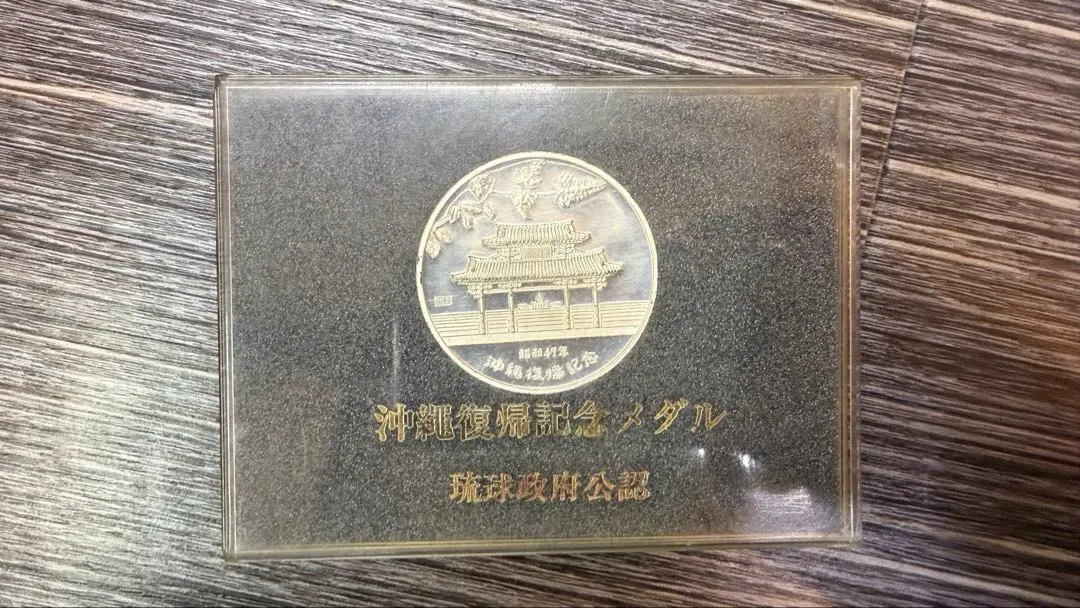 昭和47年
沖縄復帰記念
沖繩復帰記念メダル
琉球政府公認